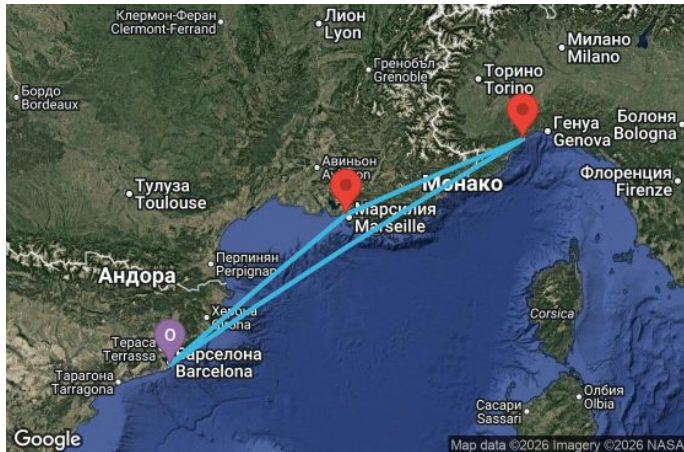 Клермон-Феран
Clermont-Ferrand
Лион
Lyon
Милано
Milano
Гренобъл
Grenoble
Торино
Torino
Бордо
Bordeaux
Генуа
Genova
Болоня
Bologna
Авиньон
Монако
Флоренция
Firenze
Тулуза
Toulouse
Марсилия
Marseille
Перпинян
Perpignan
Андора
Corsica
Тераса
Terrassa
O
Барселона
Barcelona
Тарагона
Tarragona
Олбия
Olbia
Сасари
Sassari
Google
Map data ©2026 Imagery ©2026 NASA